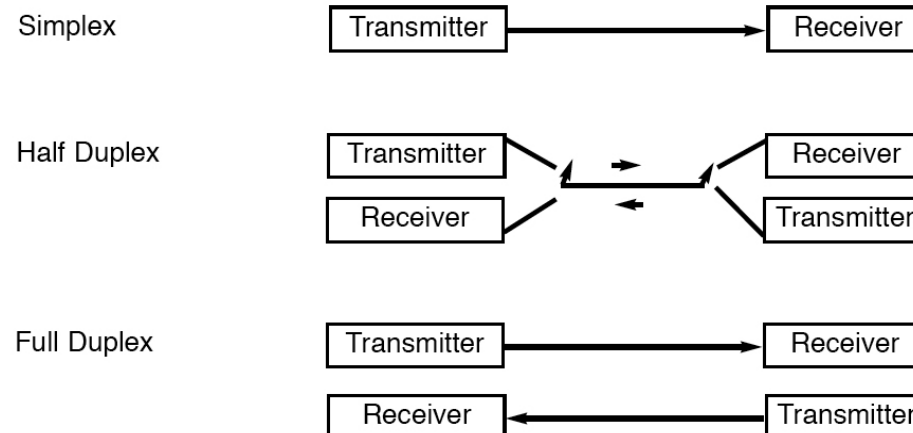 Simplex Transmitter Receiver
Half Duplex Transmitter Receiver
Receiver Transmitter
Full Duplex Transmitter Receiver
Receiver Transmitter